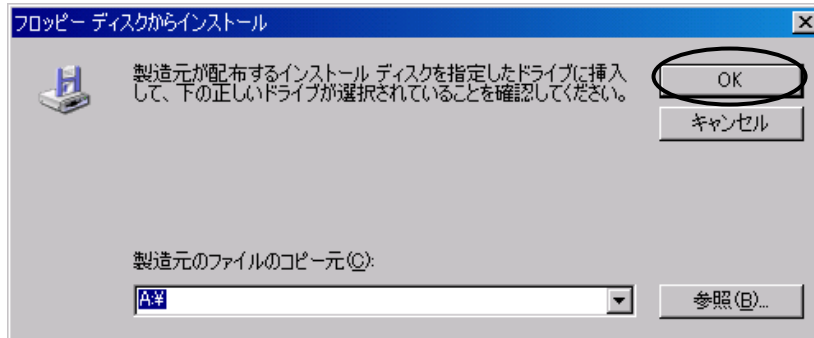 フロッピー ディスクからインストール
製造元が配布するインストール ディスクを指定したドライブに挿入
して、下の正しいドライブが選択されていることを確認してください。
OK
キャンセル
製造元のファイルのコピー元(C):
A:¥
参照(B)...